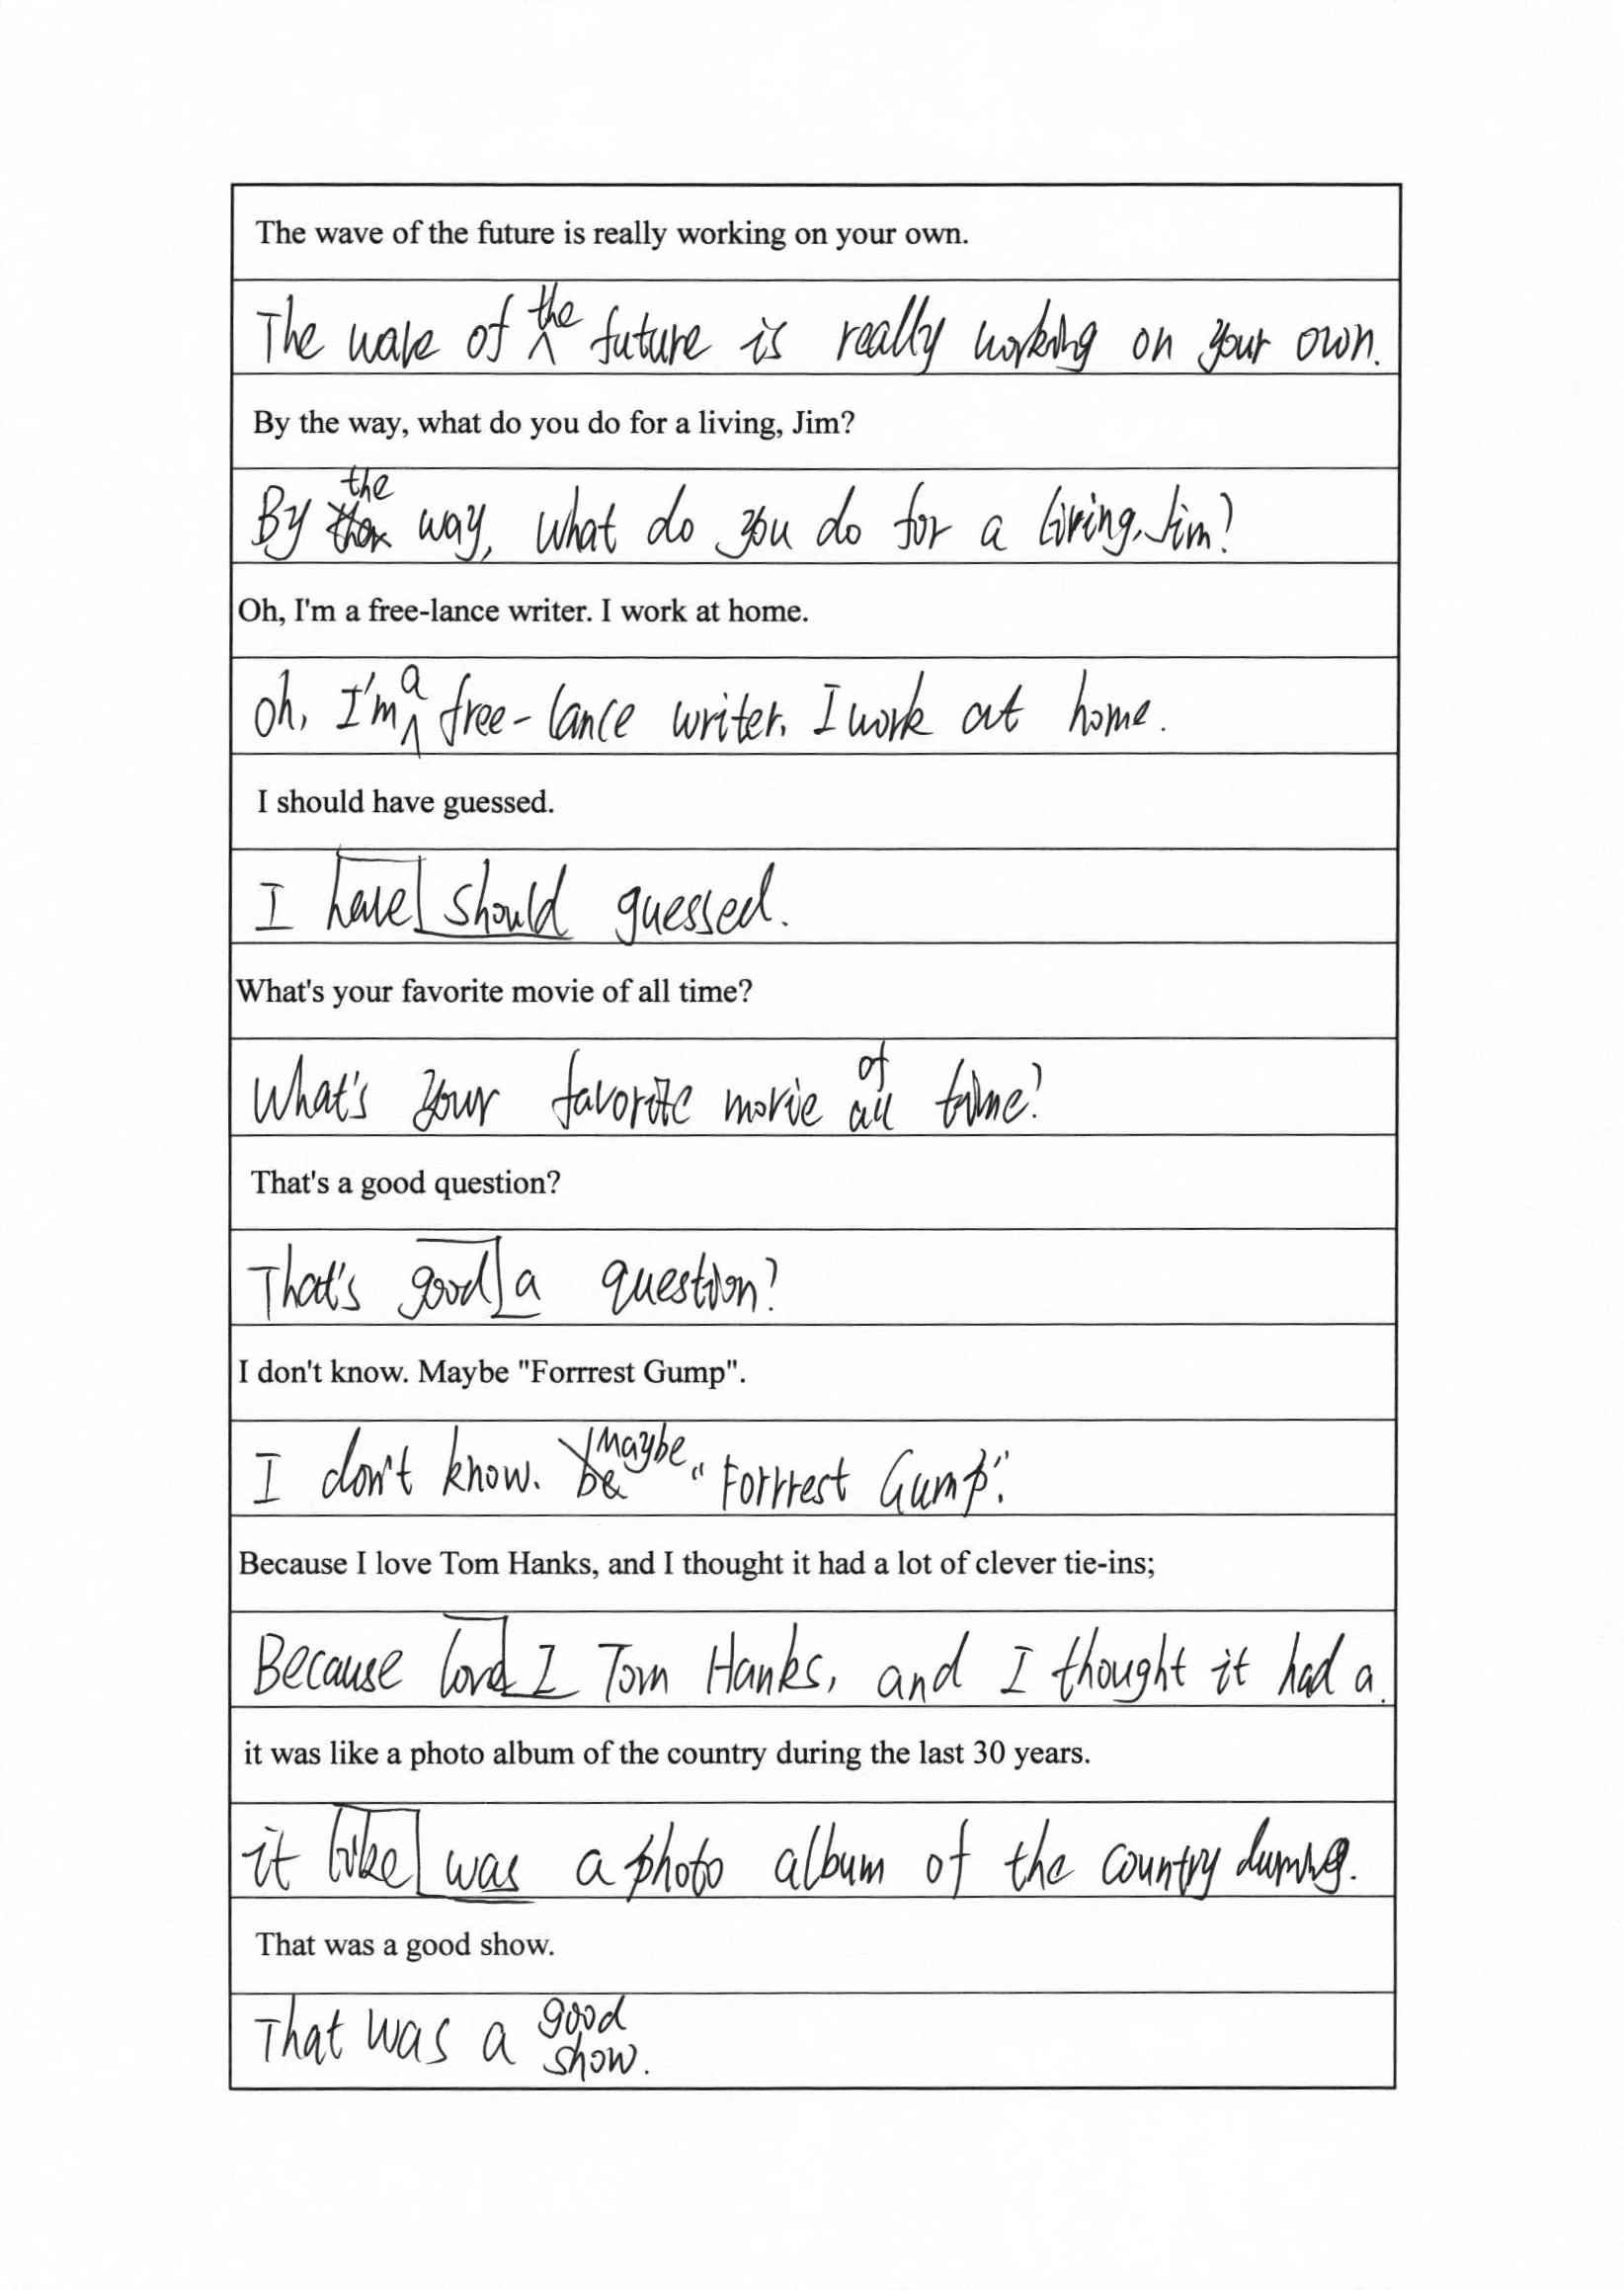 The wave of the future is really working on your own.
The wave of the future is really working on your own.
By the way, what do you do for a living, Jim?
By the way, what do you do for a living, Jim?
Oh, I'm a free-lance writer. I work at home.
oh, I'm a free-lance writer. I work at home.
I should have guessed.
I have should guessed.
What's your favorite movie of all time?
What's your favorite movie of all time?
That's a good question?
That's good a question?
I don't know. Maybe "Forrrest Gump".
I don't know. Maybe "Forrrest Gump".
Because I love Tom Hanks, and I thought it had a lot of clever tie-ins;
Because love I Tom Hanks, and I thought it had a.
it was like a photo album of the country during the last 30 years.
it like was a photo album of the country during.
That was a good show.
That was a good show.